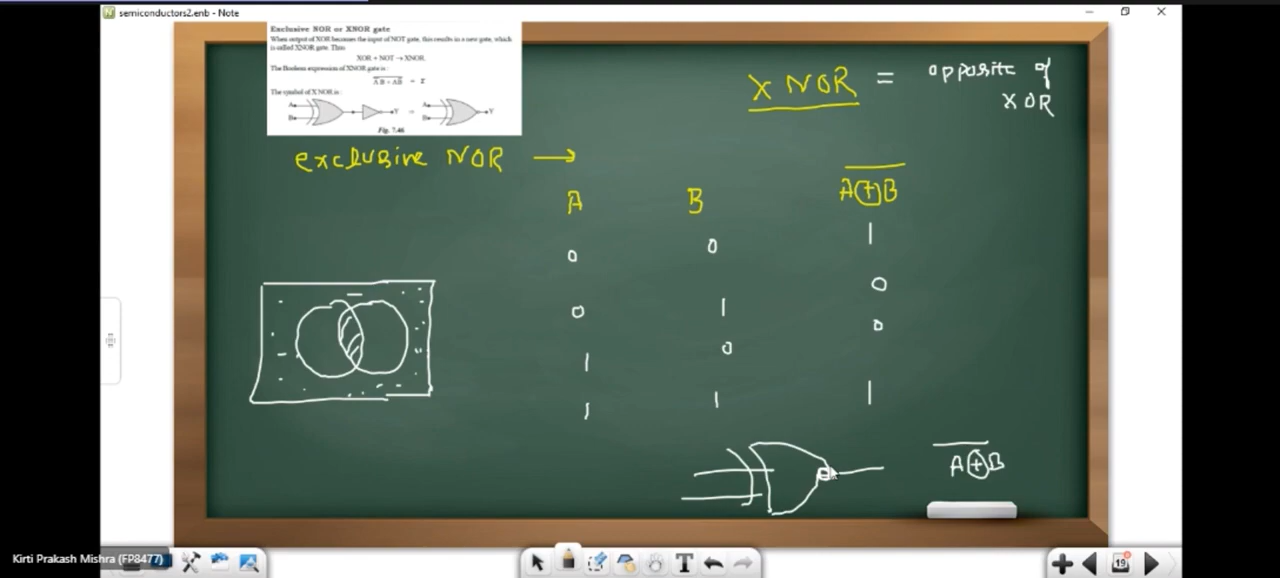 semiconductors2.enb - Note
Exclusive NOR or XNOR gate
When output of XOR becomes the input of NOT gate, this results in a new gate, which
is called XNOR gate. Thus
XOR + NOT → XNOR.
The Boolean expression of XNOR gate is :
= Y
The symbol of XNOR is :
A B Y = A B Y
Fig. 7.46
X NOR = opposite of
XOR
exclusive NOR →
A B A⊕B
0 0 1
0 1 0
1 0 0
1 1 1
A⊕B
Kirti Prakash Mishra (FP8477)
T
19